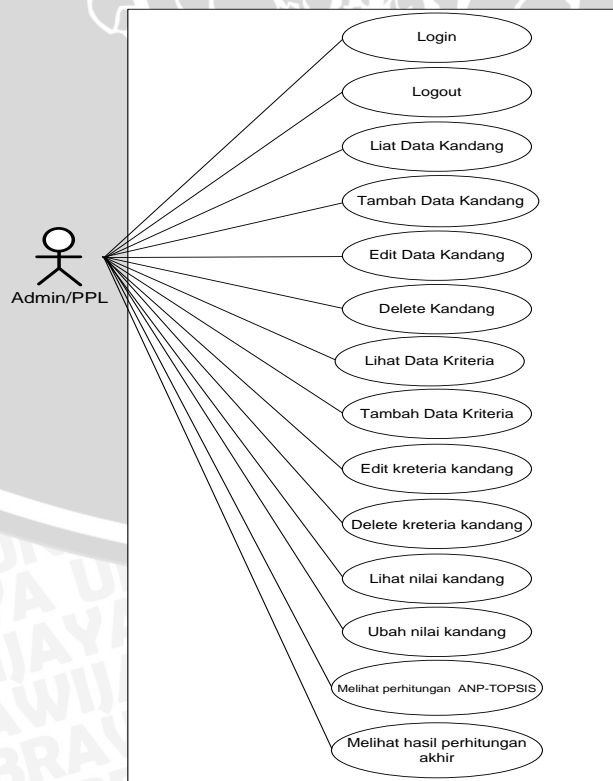 Login
Logout
Liat Data Kandang
Tambah Data Kandang
Admin/PPL
Edit Data Kandang
Delete Kandang
Lihat Data Kriteria
Tambah Data Kriteria
Edit kreteria kandang
Delete kreteria kandang
Lihat nilai kandang
Ubah nilai kandang
Melihat perhitungan ANP-TOPSIS
Melihat hasil perhitungan
akhir